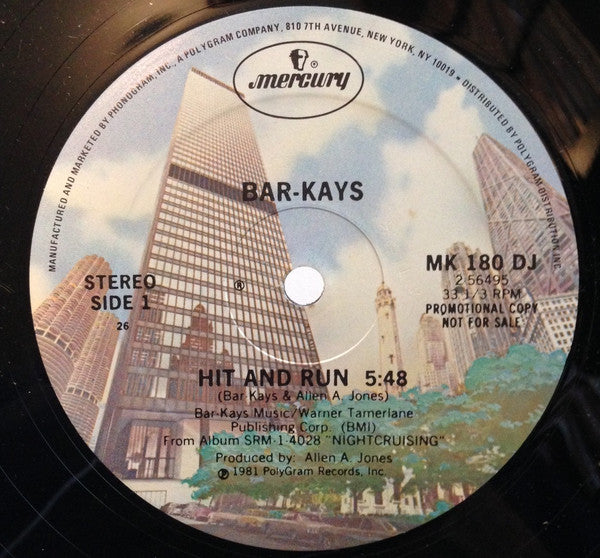 MANUFACTURED AND MARKETED BY PHONOGRAM, INC., A POLYGRAM COMPANY, 810 7TH AVENUE, NEW YORK, NY 10019 • DISTRIBUTED BY POLYGRAM DISTRIBUTION, INC.
®
mercury
BAR-KAYS
STEREO
SIDE 1
26
®
MK 180 DJ
2 56495
33 1/3 RPM
PROMOTIONAL COPY
NOT FOR SALE
HIT AND RUN 5:48
(Bar Kays & Allen A. Jones)
Bar-Kays Music/Warner Tamerlane
Publishing Corp. (BMI)
From Album SRM-1-4028 "NIGHTCRUISING"
Produced by: Allen A. Jones
℗ 1981 PolyGram Records, Inc.